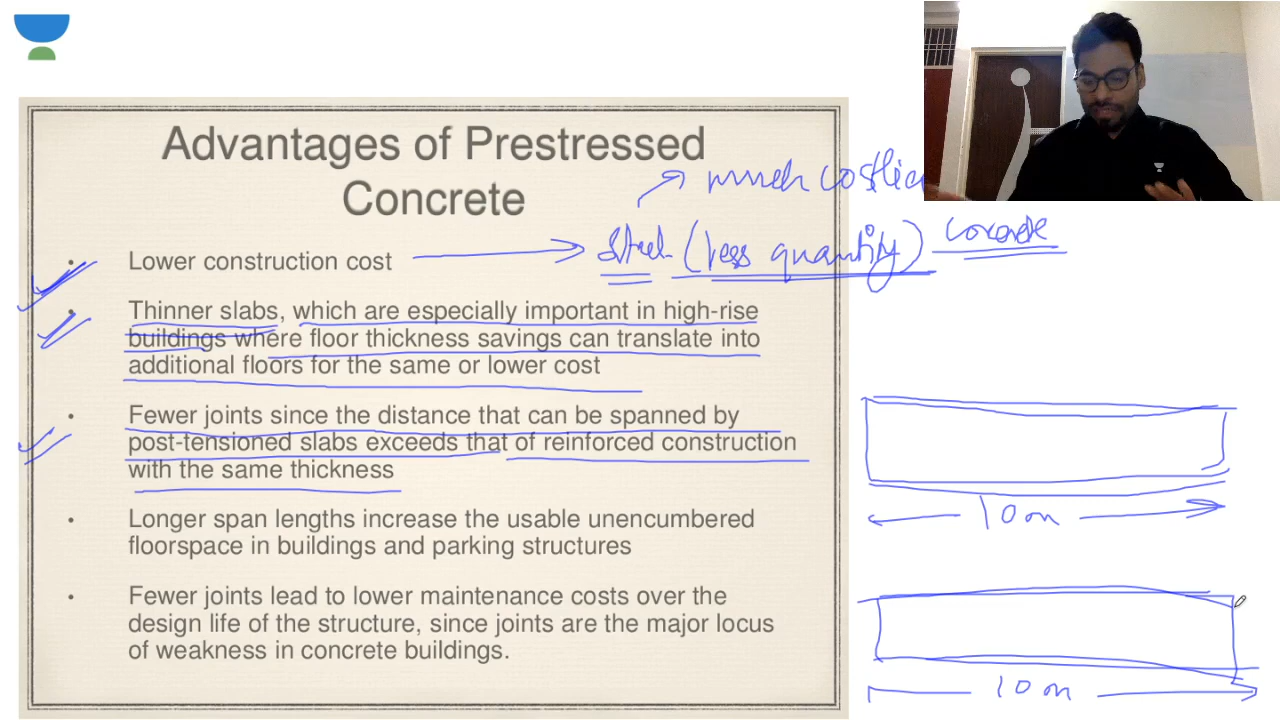 Advantages of Prestressed
Concrete
much costlier
Lower construction cost
Steel (less quantity) concrete
Thinner slabs, which are especially important in high-rise
buildings where floor thickness savings can translate into
additional floors for the same or lower cost
Fewer joints since the distance that can be spanned by
post-tensioned slabs exceeds that of reinforced construction
with the same thickness
10 m
Longer span lengths increase the usable unencumbered
floorspace in buildings and parking structures
Fewer joints lead to lower maintenance costs over the
design life of the structure, since joints are the major locus
of weakness in concrete buildings.
10 m